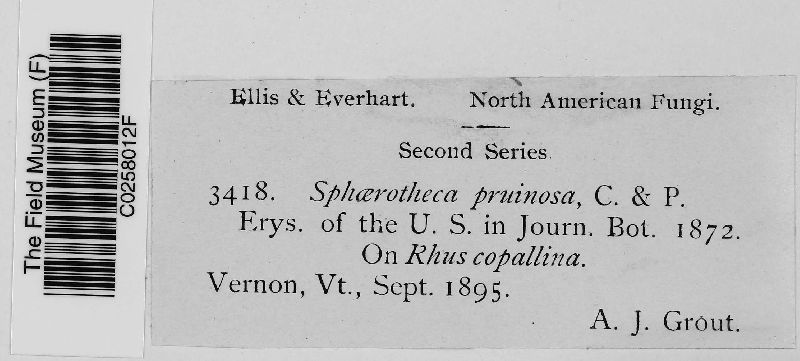 The Field Museum (F)
C0258012F
Ellis & Everhart. North American Fungi.
Second Series.
3418. Sphærotheca pruinosa, C. & P.
Erys. of the U. S. in Journ. Bot. 1872.
On Rhus copallina.
Vernon, Vt., Sept. 1895.
A. J. Grout.